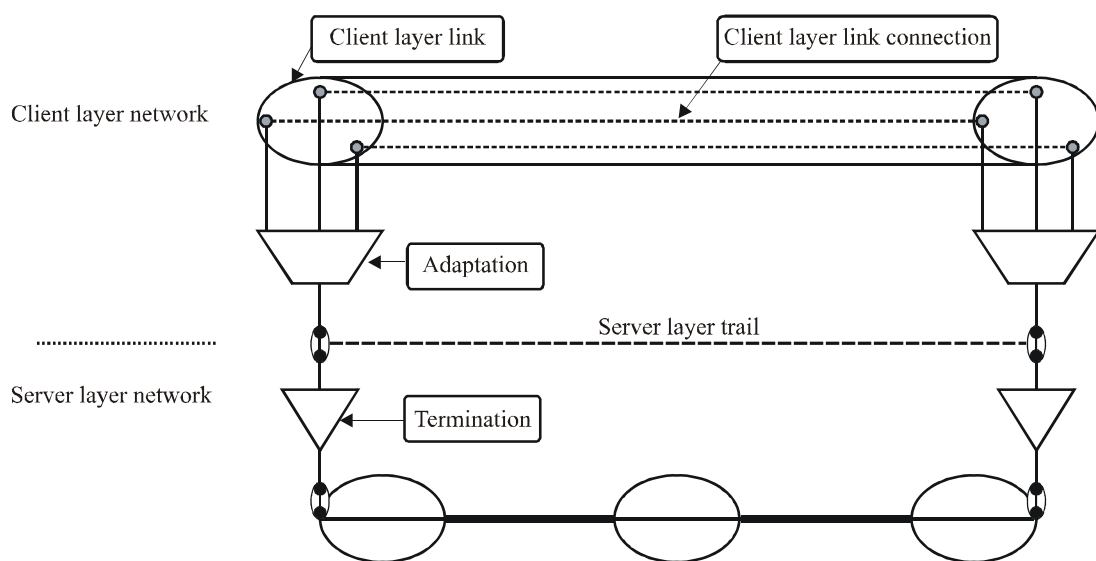 Client layer link
Client layer link connection
Client layer network
Adaptation
Server layer trail
Server layer network
Termination